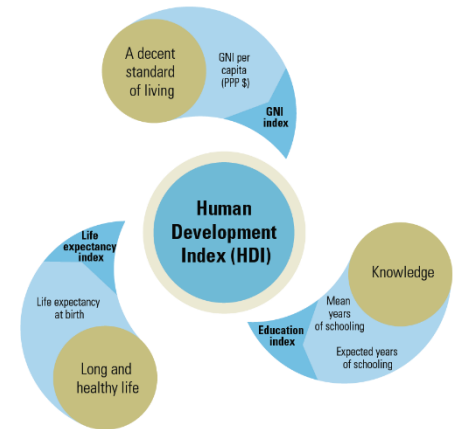 A decent
standard
of living
GNI per
capita
(PPP $)
GNI
index
Human
Development
Index (HDI)
Life
expectancy
index
Life expectancy
at birth
Long and
healthy life
Knowledge
Mean
years
of schooling
Expected years
of schooling
Education
index